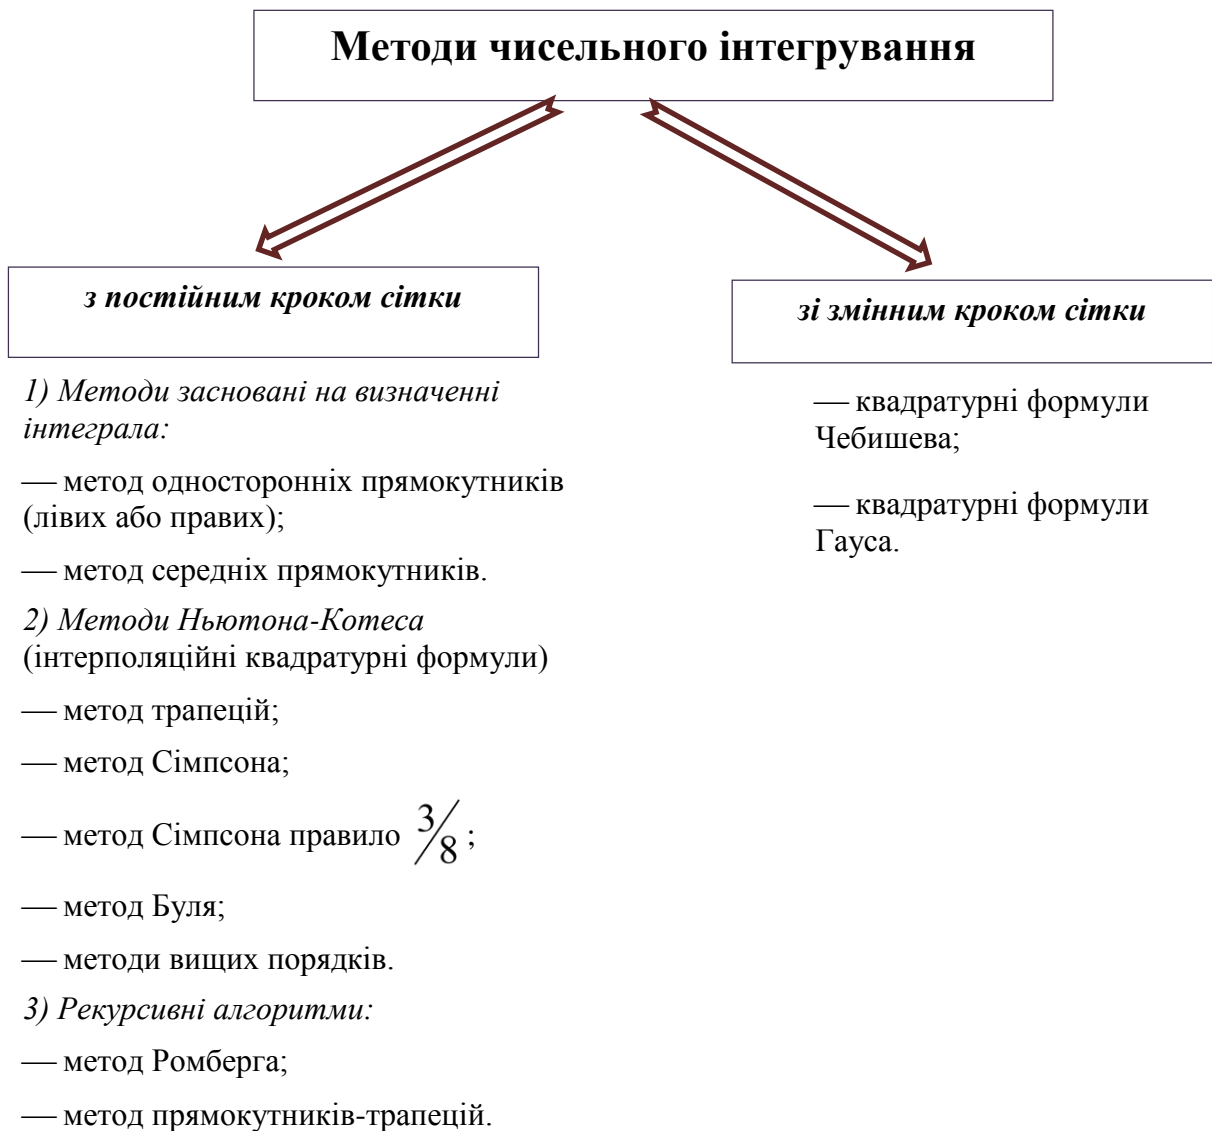 Методи чисельного інтегрування
з постійним кроком сітки
1) Методи засновані на визначенні
інтеграла:
— метод односторонніх прямокутників
(лівих або правих);
— метод середніх прямокутників.
2) Методи Ньютона-Котеса
(інтерполяційні квадратурні формули)
— метод трапецій;
— метод Сімпсона;
— метод Сімпсона правило 3/8;
— метод Буля;
— методи вищих порядків.
3) Рекурсивні алгоритми:
— метод Ромберга;
— метод прямокутників-трапецій.
зі змінним кроком сітки
— квадратурні формули
Чебишева;
— квадратурні формули
Гауса.